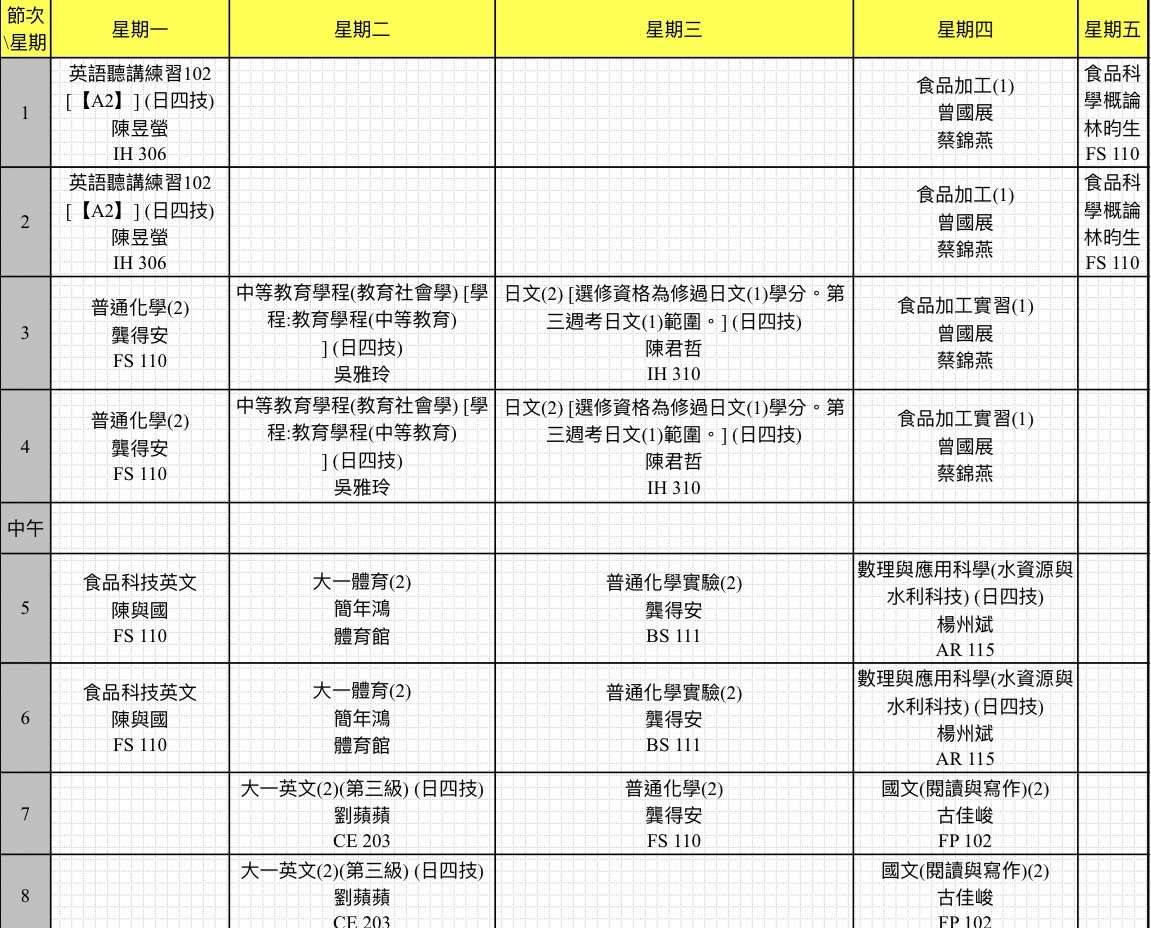 節次
\星期
星期一
星期二
星期三
星期四
星期五
1
英語聽講練習102
[【A2】] (日四技)
陳昱螢
IH 306
食品加工(1)
曾國展
蔡錦燕
食品科
學概論
林昀生
FS 110
2
英語聽講練習102
[【A2】] (日四技)
陳昱螢
IH 306
食品加工(1)
曾國展
蔡錦燕
食品科
學概論
林昀生
FS 110
3
普通化學(2)
龔得安
FS 110
中等教育學程(教育社會學) [學
程:教育學程(中等教育)
] (日四技)
吳雅玲
日文(2) [選修資格為修過日文(1)學分。第
三週考日文(1)範圍。] (日四技)
陳君哲
IH 310
食品加工實習(1)
曾國展
蔡錦燕
4
普通化學(2)
龔得安
FS 110
中等教育學程(教育社會學) [學
程:教育學程(中等教育)
] (日四技)
吳雅玲
日文(2) [選修資格為修過日文(1)學分。第
三週考日文(1)範圍。] (日四技)
陳君哲
IH 310
食品加工實習(1)
曾國展
蔡錦燕
中午
5
食品科技英文
陳與國
FS 110
大一體育(2)
簡年鴻
體育館
普通化學實驗(2)
龔得安
BS 111
數理與應用科學(水資源與
水利科技) (日四技)
楊州斌
AR 115
6
食品科技英文
陳與國
FS 110
大一體育(2)
簡年鴻
體育館
普通化學實驗(2)
龔得安
BS 111
數理與應用科學(水資源與
水利科技) (日四技)
楊州斌
AR 115
7
大一英文(2)(第三級) (日四技)
劉蘋蘋
CE 203
普通化學(2)
龔得安
FS 110
國文(閱讀與寫作)(2)
古佳峻
FP 102
8
大一英文(2)(第三級) (日四技)
劉蘋蘋
CE 203
國文(閱讀與寫作)(2)
古佳峻
FP 102